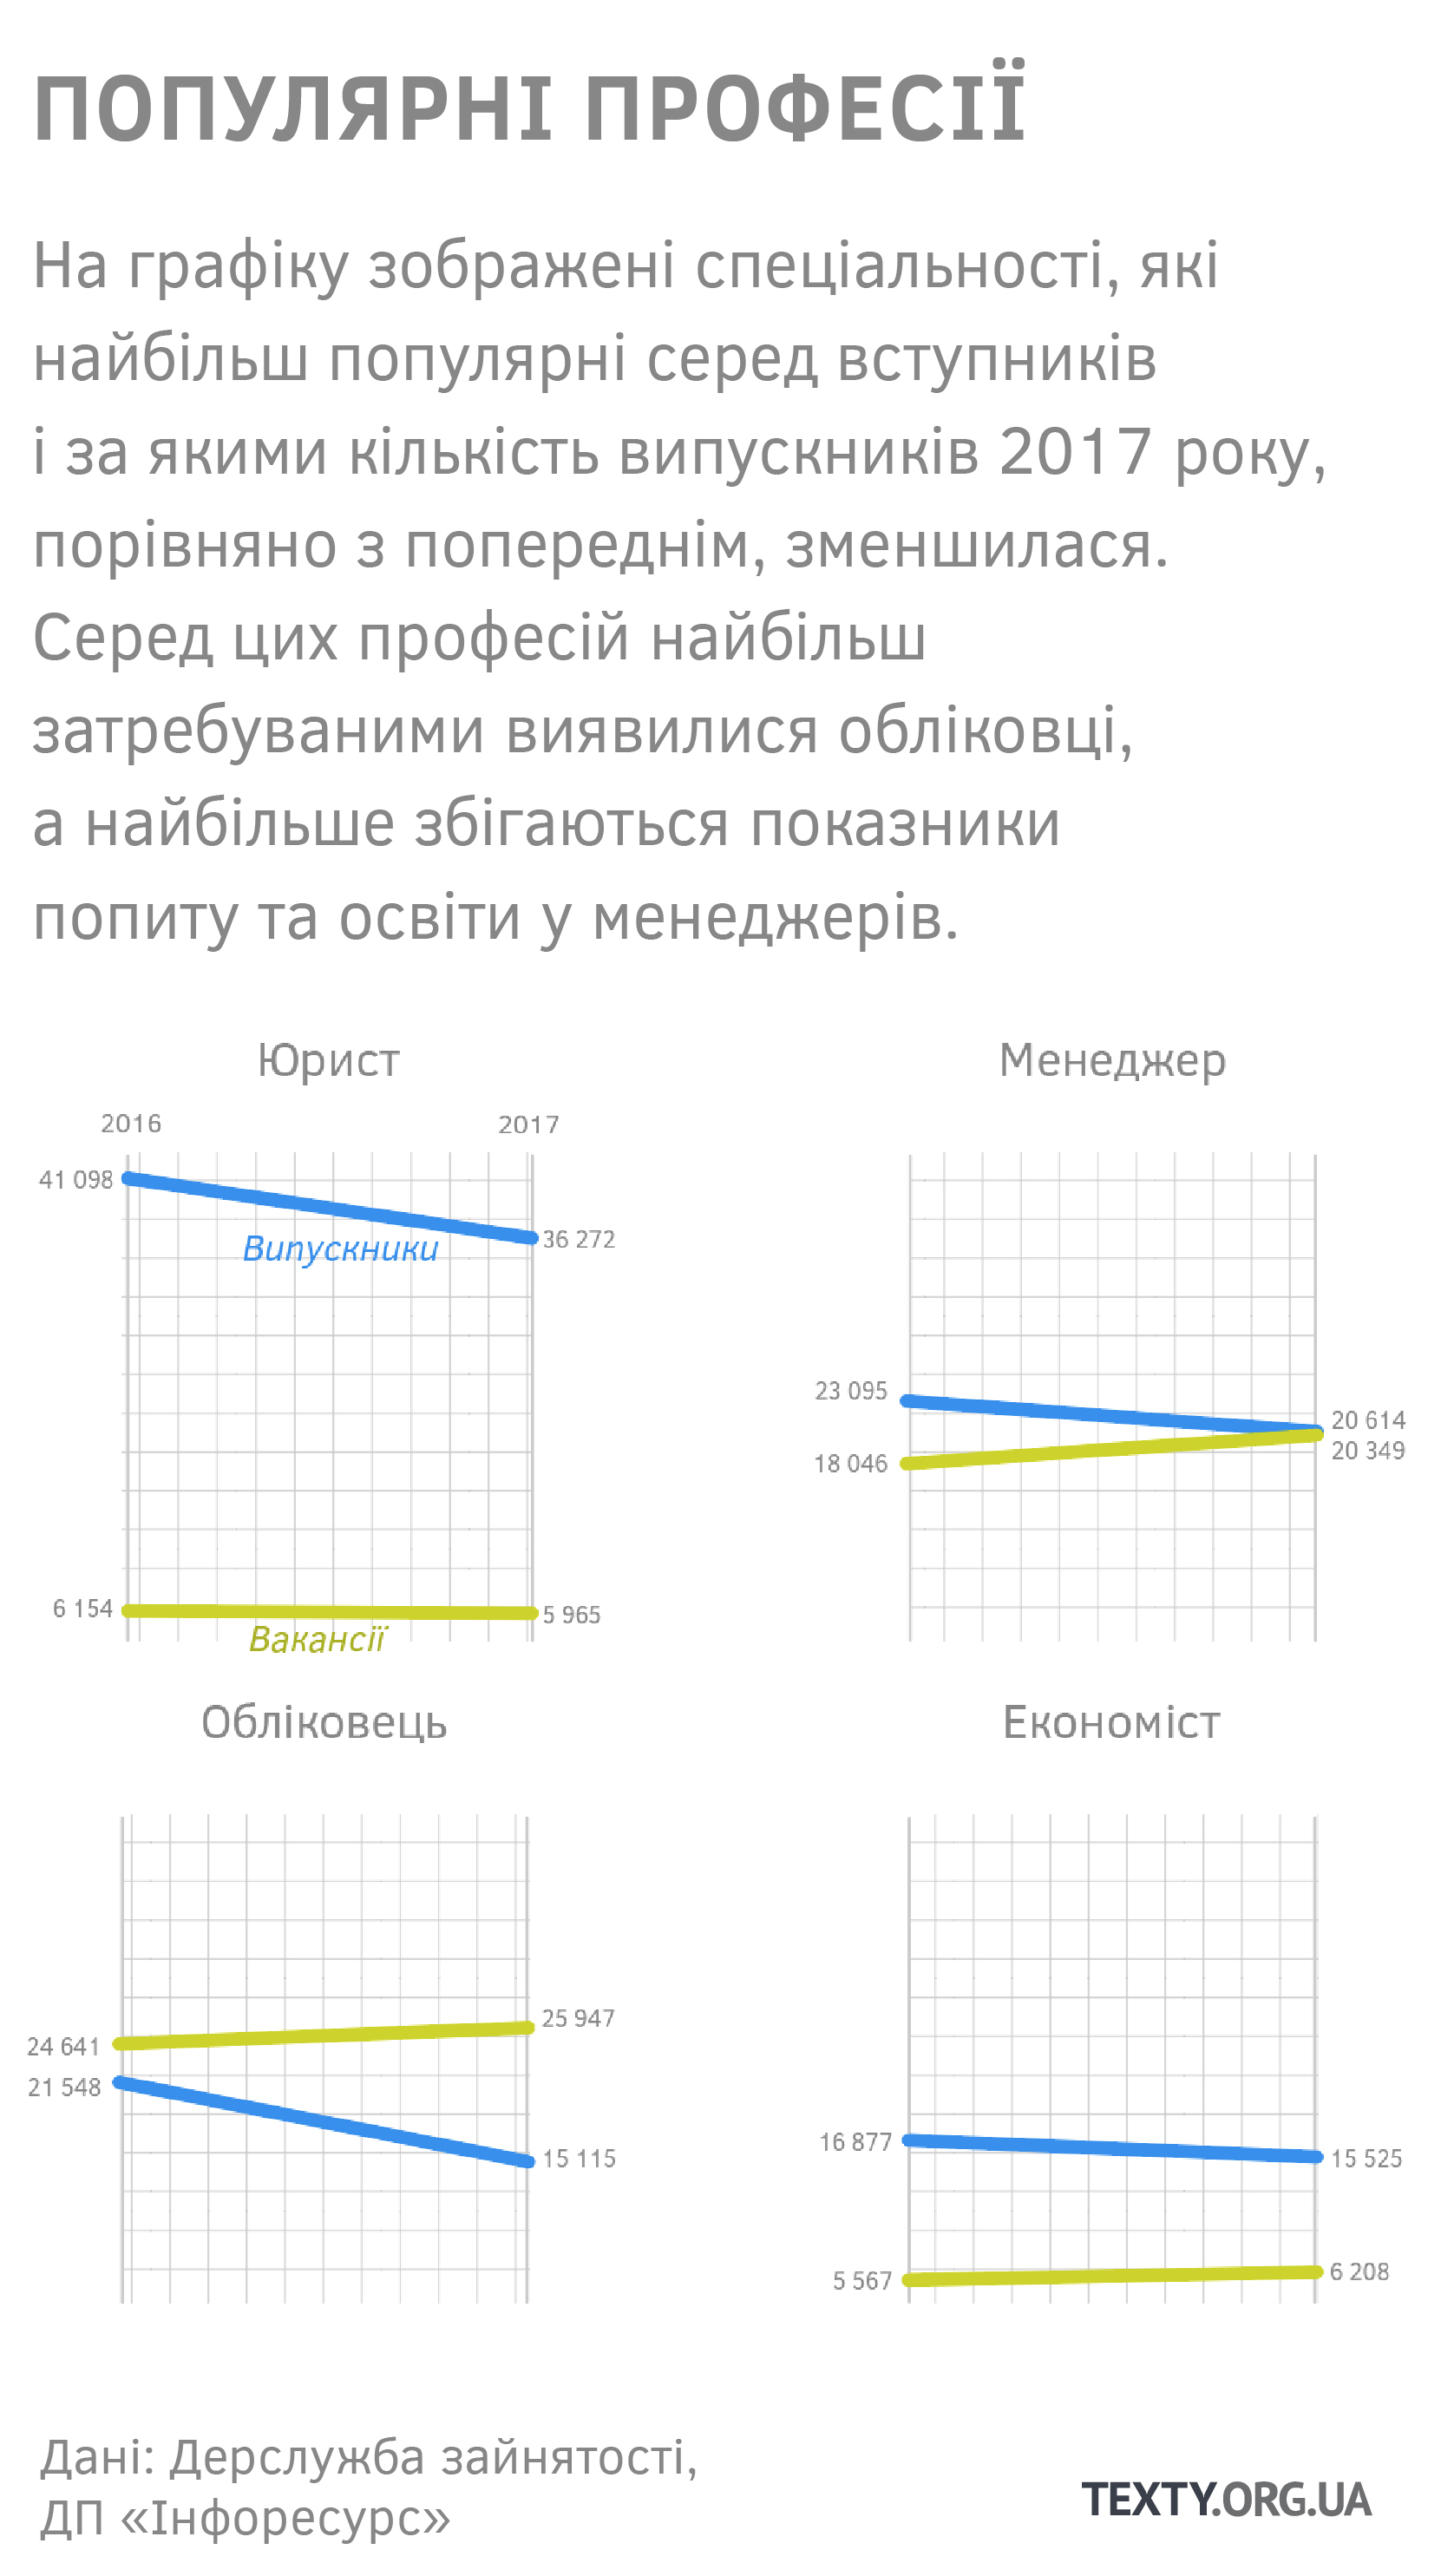 ПОПУЛЯРНІ ПРОФЕСІЇ
На графіку зображені спеціальності, які
найбільш популярні серед вступників
і за якими кількість випускників 2017 року,
порівняно з попереднім, зменшилася.
Серед цих професій найбільш
затребуваними виявилися обліковці,
а найбільше збігаються показники
попиту та освіти у менеджерів.
Юрист
2016
2017
41 098
36 272
Випускники
6 154
5 965
Вакансії
Менеджер
23 095
20 614
18 046
20 349
Обліковець
24 641
25 947
21 548
15 115
Економіст
16 877
15 525
5 567
6 208
Дані: Дерслужба зайнятості,
ДП «Інфоресурс»
TEXTY.ORG.UA